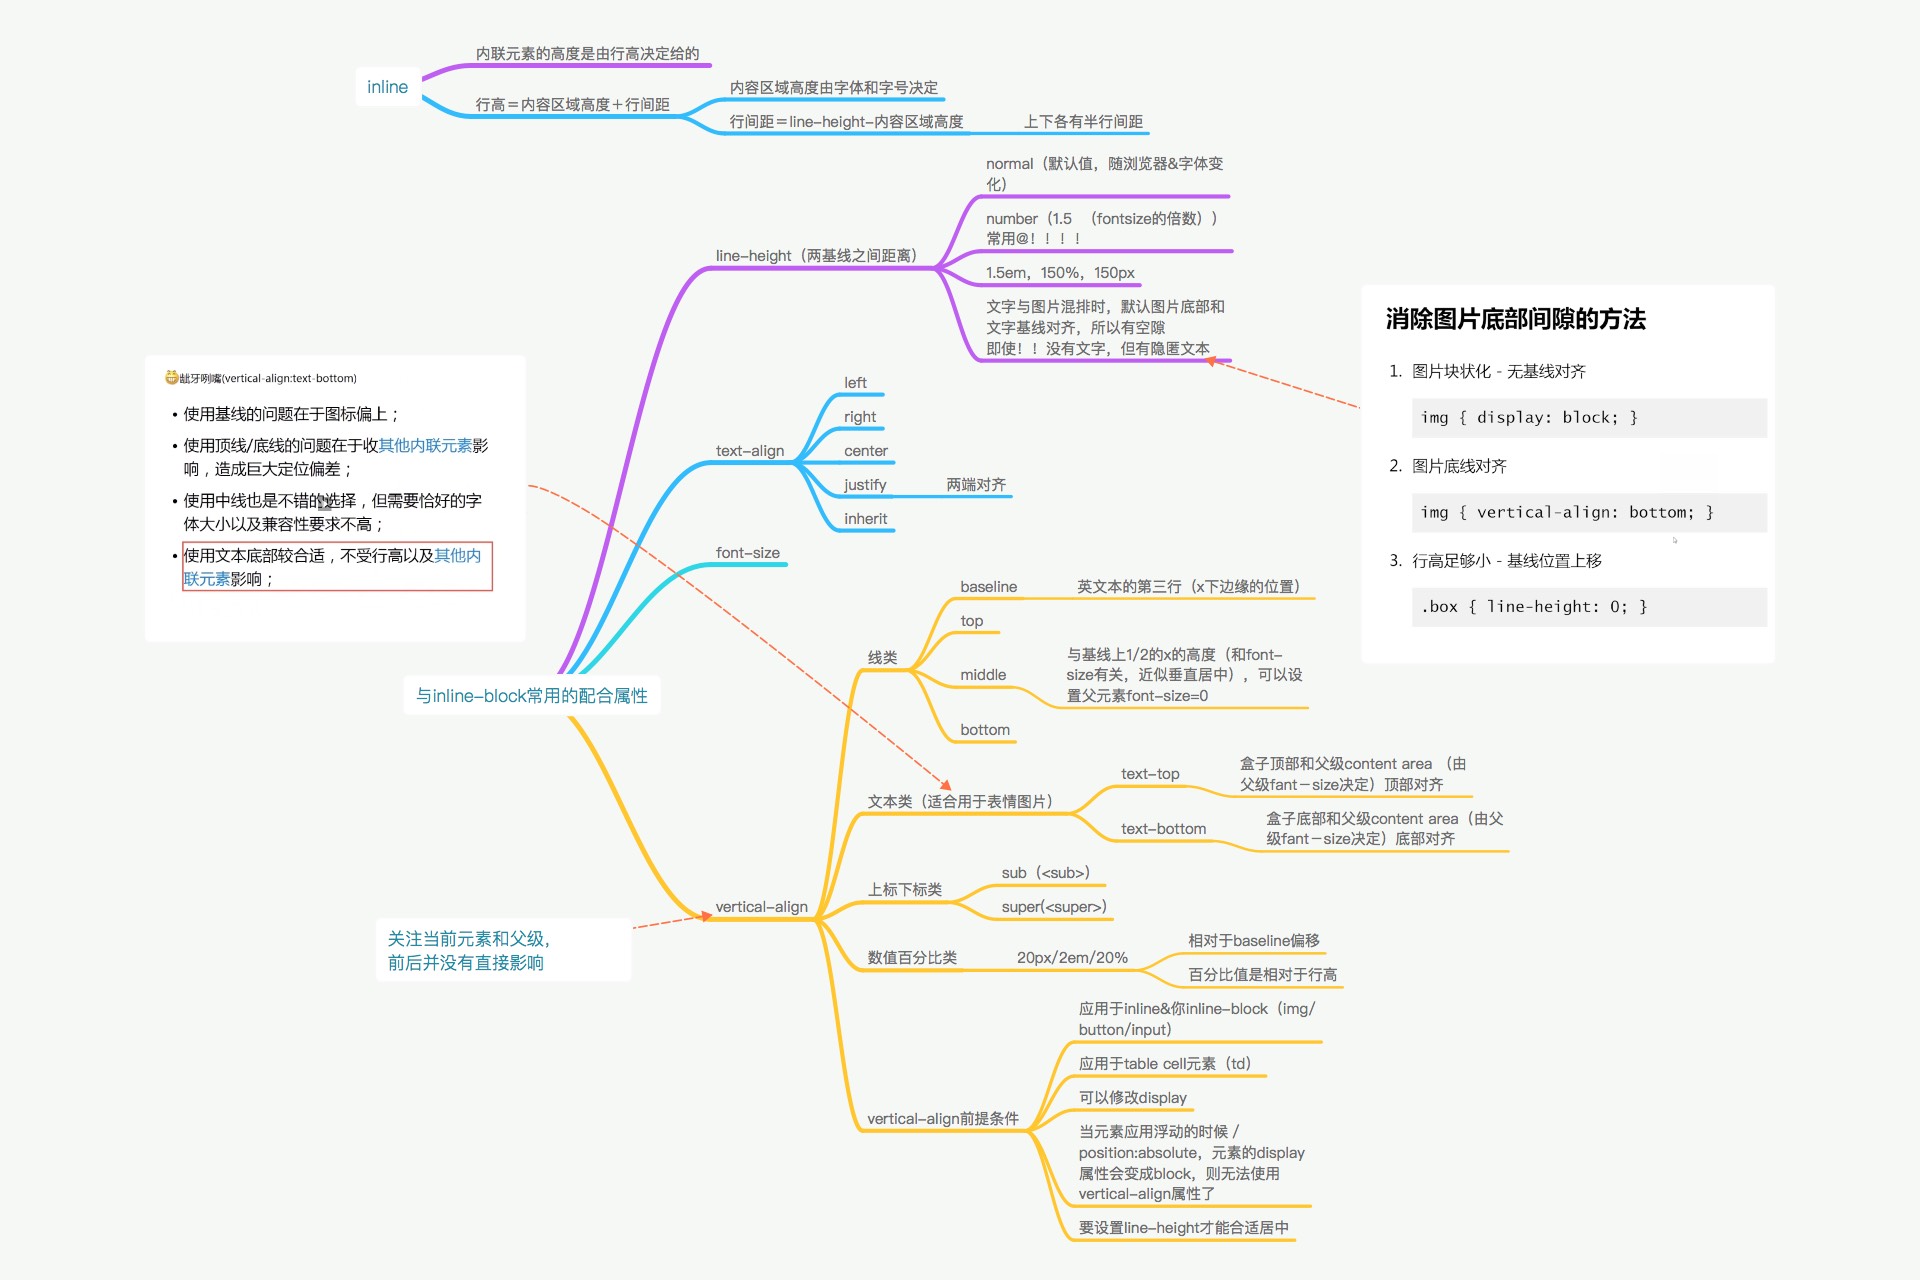 inline
内联元素的高度是由行高决定给的
行高＝内容区域高度＋行间距
内容区域高度由字体和字号决定
行间距＝line-height-内容区域高度
上下各有半行间距
与inline-block常用的配合属性
line-height（两基线之间距离）
normal（默认值，随浏览器&字体变
化）
number（1.5　（fontsize的倍数））
常用@！！！！
1.5em，150%，150px
文字与图片混排时，默认图片底部和
文字基线对齐，所以有空隙
即使！！没有文字，但有隐匿文本
text-align
left
right
center
justify
两端对齐
inherit
font-size
vertical-align
线类
baseline
英文本的第三行（x下边缘的位置）
top
middle
与基线上1/2的x的高度（和font-
size有关，近似垂直居中），可以设
置父元素font-size=0
bottom
文本类（适合用于表情图片）
text-top
盒子顶部和父级content area （由
父级fant－size决定）顶部对齐
text-bottom
盒子底部和父级content area（由父
级fant－size决定）底部对齐
上标下标类
sub（<sub>）
super(<super>)
数值百分比类
20px/2em/20%
相对于baseline偏移
百分比值是相对于行高
vertical-align前提条件
应用于inline&你inline-block（img/
button/input）
应用于table cell元素（td）
可以修改display
当元素应用浮动的时候 /
position:absolute，元素的display
属性会变成block，则无法使用
vertical-align属性了
要设置line-height才能合适居中
龇牙咧嘴(vertical-align:text-bottom)
• 使用基线的问题在于图标偏上；
• 使用顶线/底线的问题在于收其他内联元素影
响，造成巨大定位偏差；
• 使用中线也是不错的选择，但需要恰好的字
体大小以及兼容性要求不高；
• 使用文本底部较合适，不受行高以及其他内
联元素影响；
关注当前元素和父级，
前后并没有直接影响
消除图片底部间隙的方法
1. 图片块状化 - 无基线对齐
img { display: block; }
2. 图片底线对齐
img { vertical-align: bottom; }
3. 行高足够小 - 基线位置上移
.box { line-height: 0; }